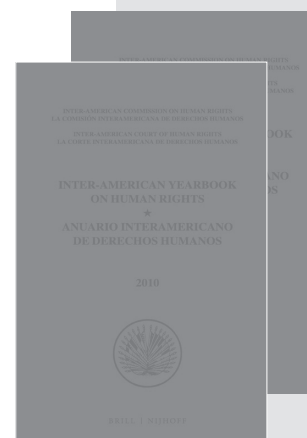 INTER-AMERICAN COMMISSION ON HUMAN RIGHTS
LA COMISIÓN INTERAMERICANA DE DERECHOS HUMANOS
INTER-AMERICAN COURT OF HUMAN RIGHTS
LA CORTE INTERAMERICANA DE DERECHOS HUMANOS
INTER-AMERICAN YEARBOOK
ON HUMAN RIGHTS
★
ANUARIO INTERAMERICANO
DE DERECHOS HUMANOS
2010
BRILL | NIJHOFF